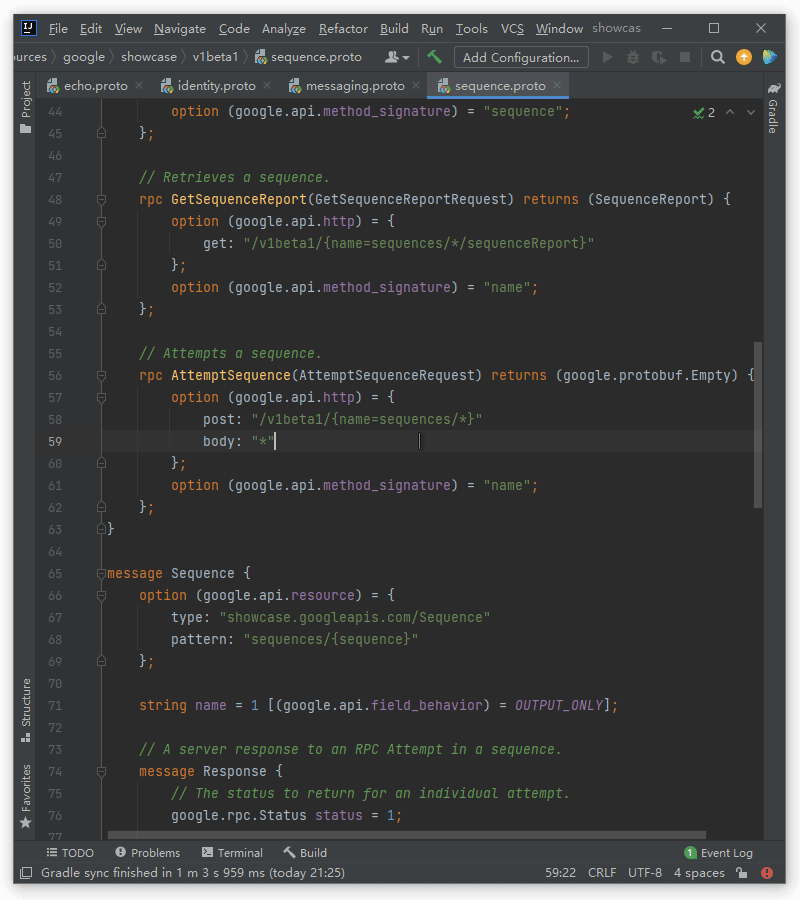 File Edit View Navigate Code Analyze Refactor Build Run Tools VCS Window showcas
ources google showcase v1beta1 sequence.proto Add Configuration...
echo.proto identity.proto messaging.proto sequence.proto
Project
Gradle
2
44 option (google.api.method_signature) = "sequence";
45 };
46
47 // Retrieves a sequence.
48 rpc GetSequenceReport(GetSequenceReportRequest) returns (SequenceReport) {
49 option (google.api.http) = {
50 get: "/v1beta1/{name=sequences/*/sequenceReport}"
51 };
52 option (google.api.method_signature) = "name";
53 };
54
55 // Attempts a sequence.
56 rpc AttemptSequence(AttemptSequenceRequest) returns (google.protobuf.Empty) {
57 option (google.api.http) = {
58 post: "/v1beta1/{name=sequences/*}"
59 body: "*"
60 };
61 option (google.api.method_signature) = "name";
62 };
63 }
64
65 message Sequence {
66 option (google.api.resource) = {
67 type: "showcase.googleapis.com/Sequence"
68 pattern: "sequences/{sequence}"
69 };
70
71 string name = 1 [(google.api.field_behavior) = OUTPUT_ONLY];
72
73 // A server response to an RPC Attempt in a sequence.
74 message Response {
75 // The status to return for an individual attempt.
76 google.rpc.Status status = 1;
77
Structure
Favorites
TODO Problems Terminal Build 1 Event Log
Gradle sync finished in 1 m 3 s 959 ms (today 21:25) 59:22 CRLF UTF-8 4 spaces